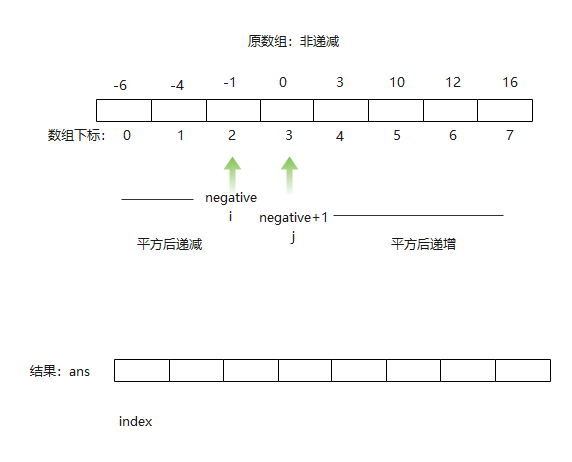 原数组：非递减
-6 -4 -1 0 3 10 12 16
数组下标： 0 1 2 3 4 5 6 7
negative
i
negative+1
j
平方后递减 平方后递增
结果：ans
index